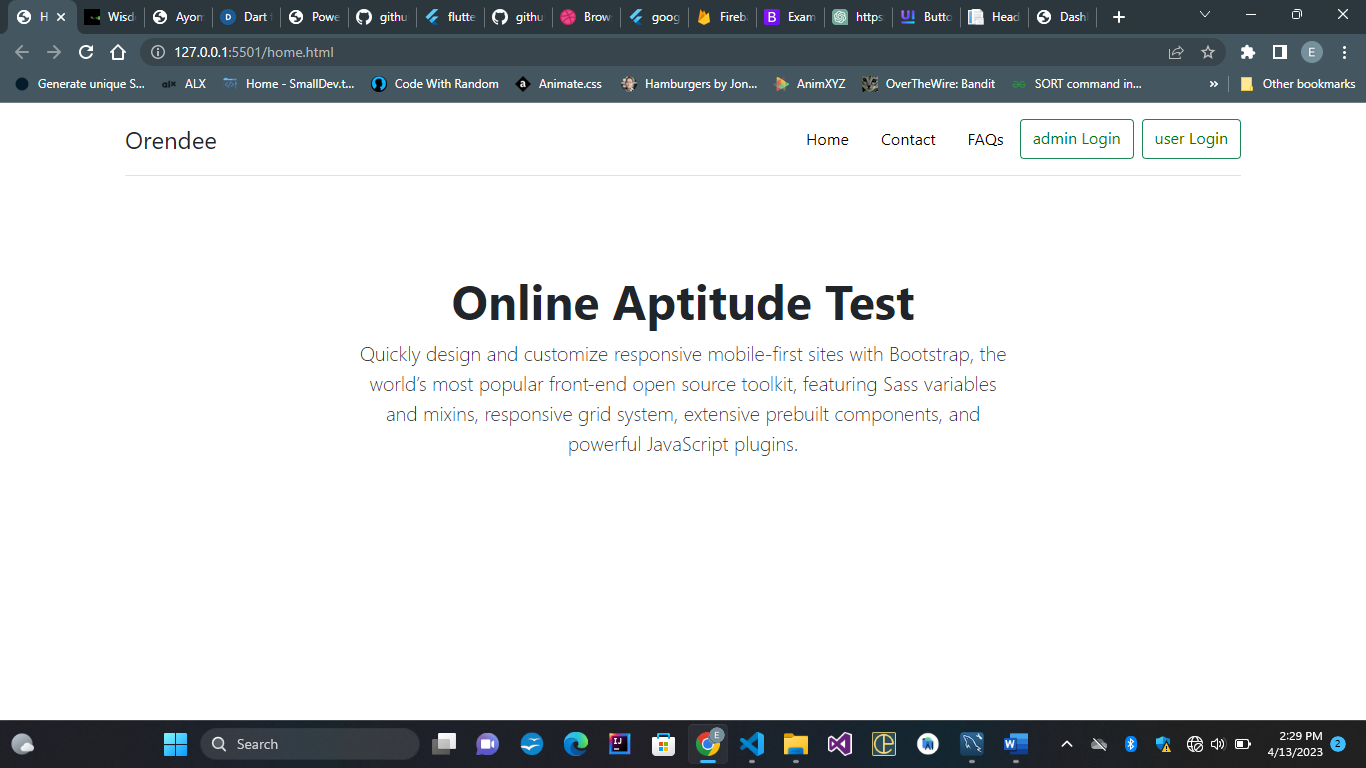 H
Wisd
Ayom
Dart
Powe
githu
flutte
githu
Brow
goog
Fireb
Exam
https
Butto
Head
Dash
127.0.0.1:5501/home.html
E
Generate unique S...
alx
ALX
Home - SmallDev.t...
Code With Random
Animate.css
Hamburgers by Jon...
AnimXYZ
OverTheWire: Bandit
SORT command in...
»
Other bookmarks
Orendee
Home
Contact
FAQs
admin Login
user Login
Online Aptitude Test
Quickly design and customize responsive mobile-first sites with Bootstrap, the
world’s most popular front-end open source toolkit, featuring Sass variables
and mixins, responsive grid system, extensive prebuilt components, and
powerful JavaScript plugins.
Search
2:29 PM
4/13/2023
2